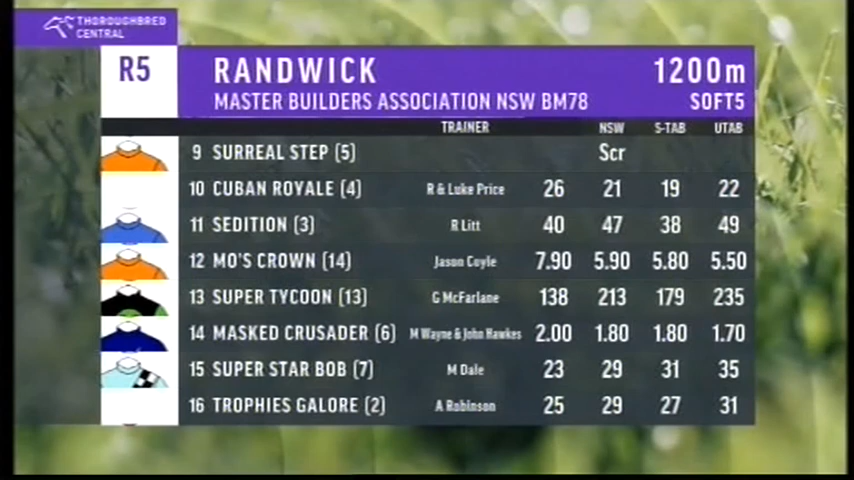 THOROUGHBRED
CENTRAL
R5
RANDWICK 1200m
MASTER BUILDERS ASSOCIATION NSW BM78 SOFT5
TRAINER NSW S-TAB UTAB
9 SURREAL STEP (5) Scr
10 CUBAN ROYALE (4) R & Luke Price 26 21 19 22
11 SEDITION (3) R Litt 40 47 38 49
12 MO'S CROWN (14) Jason Coyle 7.90 5.90 5.80 5.50
13 SUPER TYCOON (13) G McFarlane 138 213 179 235
14 MASKED CRUSADER (6) M Wayne & John Hawkes 2.00 1.80 1.80 1.70
15 SUPER STAR BOB (7) M Dale 23 29 31 35
16 TROPHIES GALORE (2) A Robinson 25 29 27 31